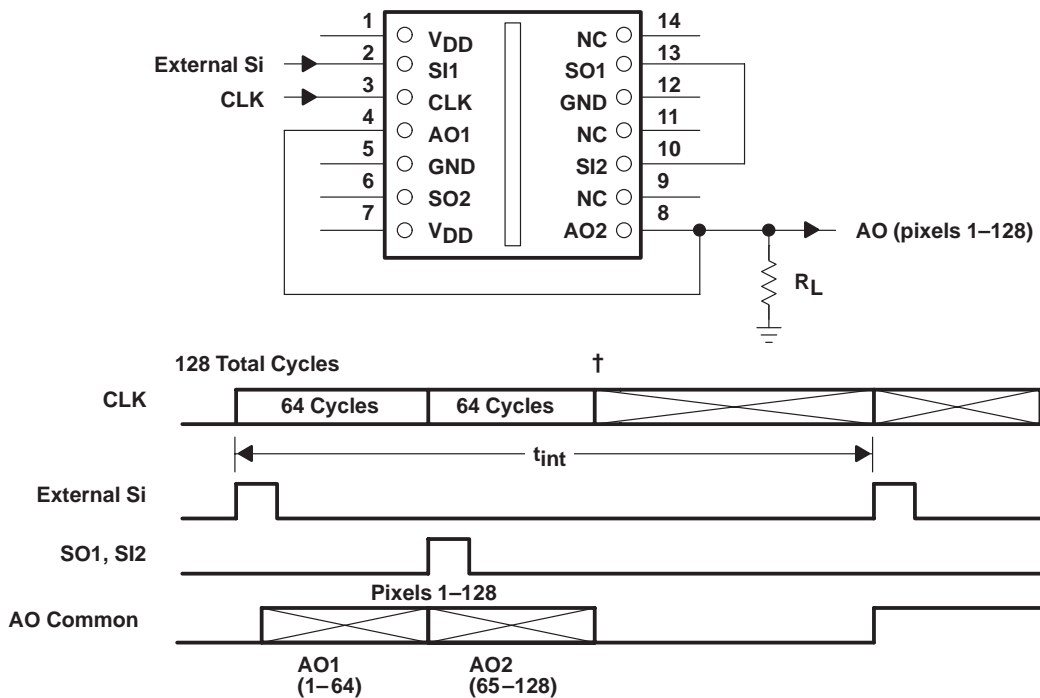 1
2
3
4
5
6
7
VDD
SI1
CLK
AO1
GND
SO2
VDD
NC
SO1
GND
NC
SI2
NC
AO2
14
13
12
11
10
9
8
External Si
CLK
AO (pixels 1–128)
RL
128 Total Cycles
†
CLK
64 Cycles
64 Cycles
tint
External Si
SO1, SI2
Pixels 1–128
AO Common
AO1
(1–64)
AO2
(65–128)